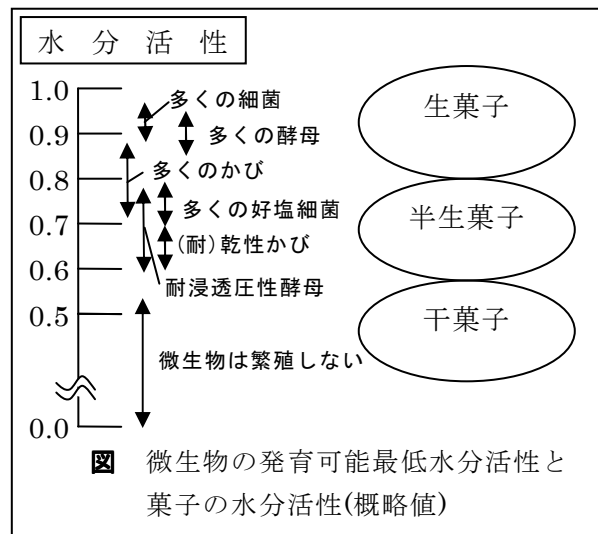 水 分 活 性
1.0
0.9
0.8
0.7
0.6
0.5
0.0
多くの細菌
多くの酵母
多くのかび
多くの好塩細菌
(耐)乾性かび
耐浸透圧性酵母
微生物は繁殖しない
生菓子
半生菓子
干菓子
図 微生物の発育可能最低水分活性と
菓子の水分活性(概略値)